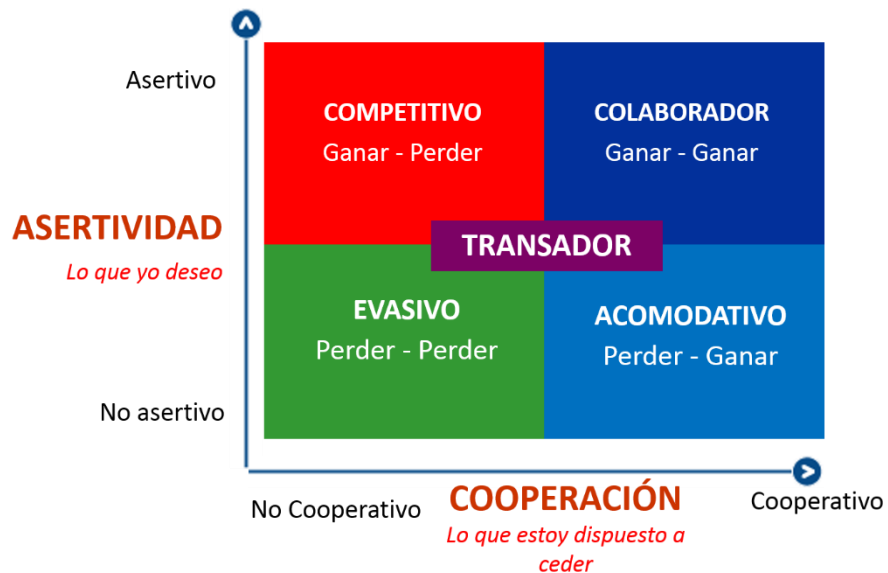 Asertivo
COMPETITIVO
Ganar - Perder
COLABORADOR
Ganar - Ganar
ASERTIVIDAD
Lo que yo deseo
TRANSADOR
EVASIVO
Perder - Perder
ACOMODATIVO
Perder - Ganar
No asertivo
No Cooperativo
COOPERACIÓN
Cooperativo
Lo que estoy dispuesto a
ceder